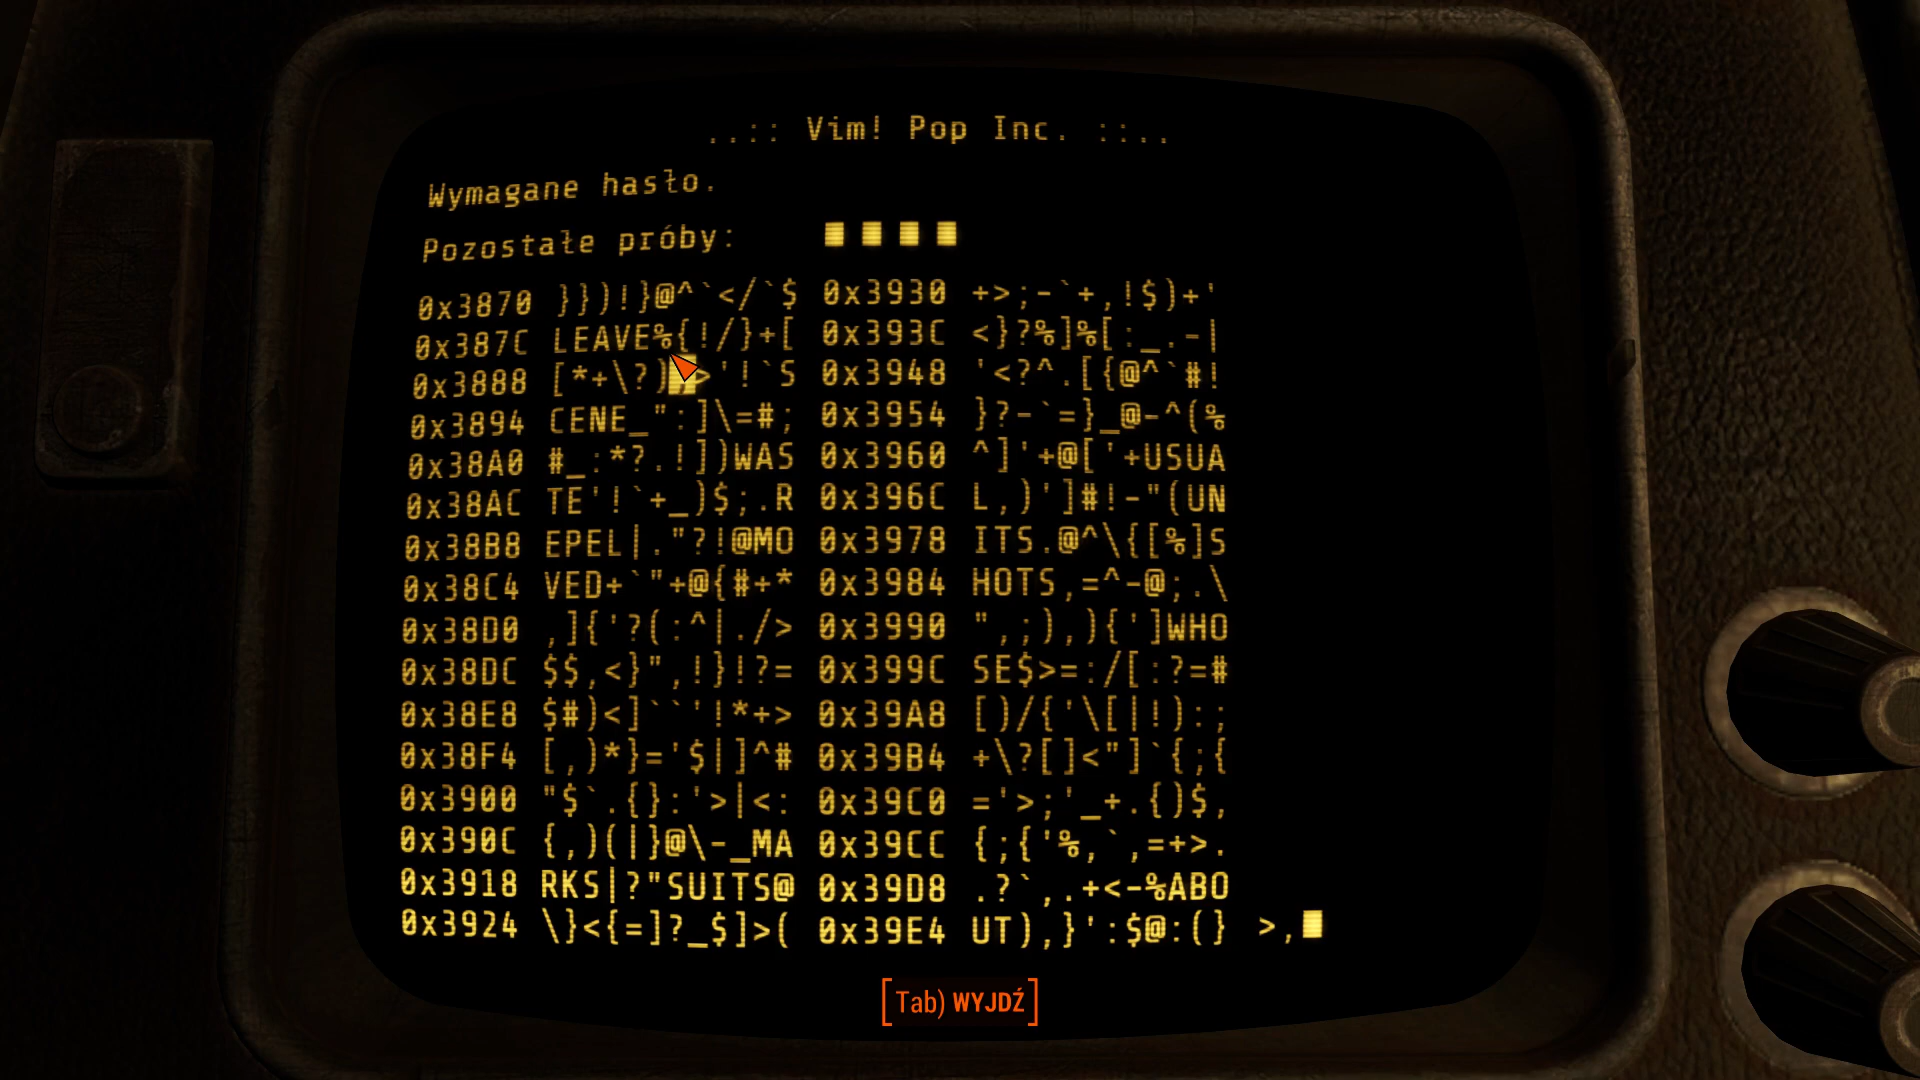 ..:: Vim! Pop Inc. ::..
Wymagane hasło.
Pozostałe próby:
0x3870 }})!}@^`</`$ 0x3930 +>;-`+,!$)+'
0x387C LEAVE%{!/}+[ 0x393C <}?%]%[:_.-|
0x3888 [*+\?),>'!`S 0x3948 '<?^.[{@^`#!
0x3894 CENE_":]\=#; 0x3954 }?-`=}_@-^(%
0x38A0 #_:*?.!])WAS 0x3960 ^]'+@['+USUA
0x38AC TE'!`+_)$;.R 0x396C L,)']#!-"(UN
0x38B8 EPEL|."?!@MO 0x3978 ITS.@^\{[%]S
0x38C4 VED+`"+@{#+* 0x3984 HOTS,=^-@;.\
0x38D0 ,]{'?(:^|./> 0x3990 ",;),){']WHO
0x38DC $$,<}",!}!?= 0x399C SE$>=:/[:?=#
0x38E8 $#)<]``'!*+> 0x39A8 [)/{'\[|!):;
0x38F4 [,)*}='$|]^# 0x39B4 +\?[]<"]`{;{
0x3900 "$`.{}:'>|<: 0x39C0 ='>;'_+.{)$,
0x390C {,)(|}@\-_MA 0x39CC {;{'%,`,=+>.
0x3918 RKS|?"SUITS@ 0x39D8 .?`,.+<-%ABO
0x3924 \}<{=]?_$]>( 0x39E4 UT),}':$@:(} >,
[Tab) WYJDŹ]